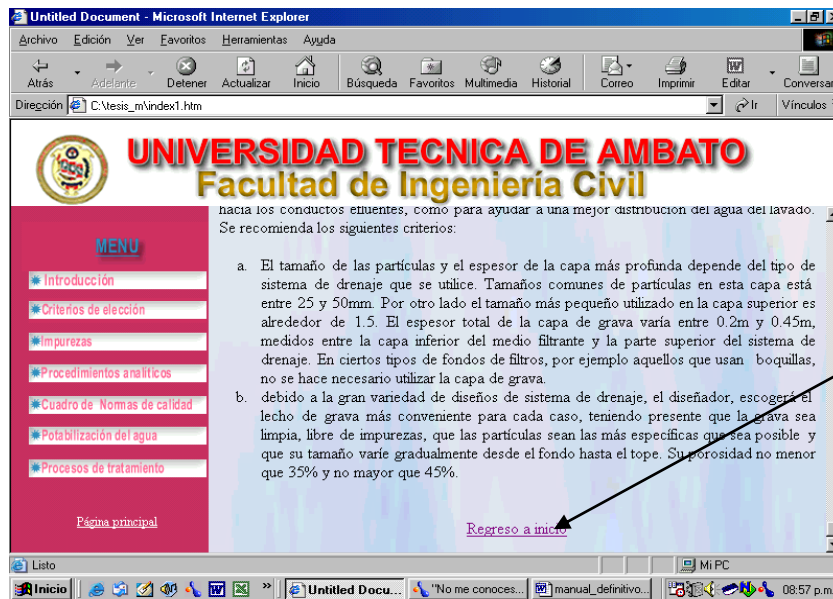 Untitled Document - Microsoft Internet Explorer
Archivo Edición Ver Favoritos Herramientas Ayuda
Atrás Adelante Detener Actualizar Inicio Búsqueda Favoritos Multimedia Historial Correo Imprimir Editar Conversar
Dirección C:\tesis_m\index1.htm Ir Vínculos
UNIVERSIDAD TECNICA DE AMBATO
Facultad de Ingeniería Civil
MENU
Introducción
Criterios de elección
Impurezas
Procedimientos analíticos
Cuadro de Normas de calidad
Potabilización del agua
Procesos de tratamiento
Página principal
hacia los conductos efluentes, como para ayudar a una mejor distribución del agua del lavado.
Se recomienda los siguientes criterios:
a. El tamaño de las partículas y el espesor de la capa más profunda depende del tipo de
sistema de drenaje que se utilice. Tamaños comunes de partículas en esta capa está
entre 25 y 50mm. Por otro lado el tamaño más pequeño utilizado en la capa superior es
alrededor de 1.5. El espesor total de la capa de grava varía entre 0.2m y 0.45m,
medidos entre la capa inferior del medio filtrante y la parte superior del sistema de
drenaje. En ciertos tipos de fondos de filtros, por ejemplo aquellos que usan boquillas,
no se hace necesario utilizar la capa de grava.
b. debido a la gran variedad de diseños de sistema de drenaje, el diseñador, escogerá el
lecho de grava más conveniente para cada caso, teniendo presente que la grava sea
limpia, libre de impurezas, que las partículas sean las más específicas que sea posible y
que su tamaño varíe gradualmente desde el fondo hasta el tope. Su porosidad no menor
que 35% y no mayor que 45%.
Regreso a inicio
Listo Mi PC
Inicio » Untitled Docu... "No me conoces... manual_definitivo... 08:57 p.m.